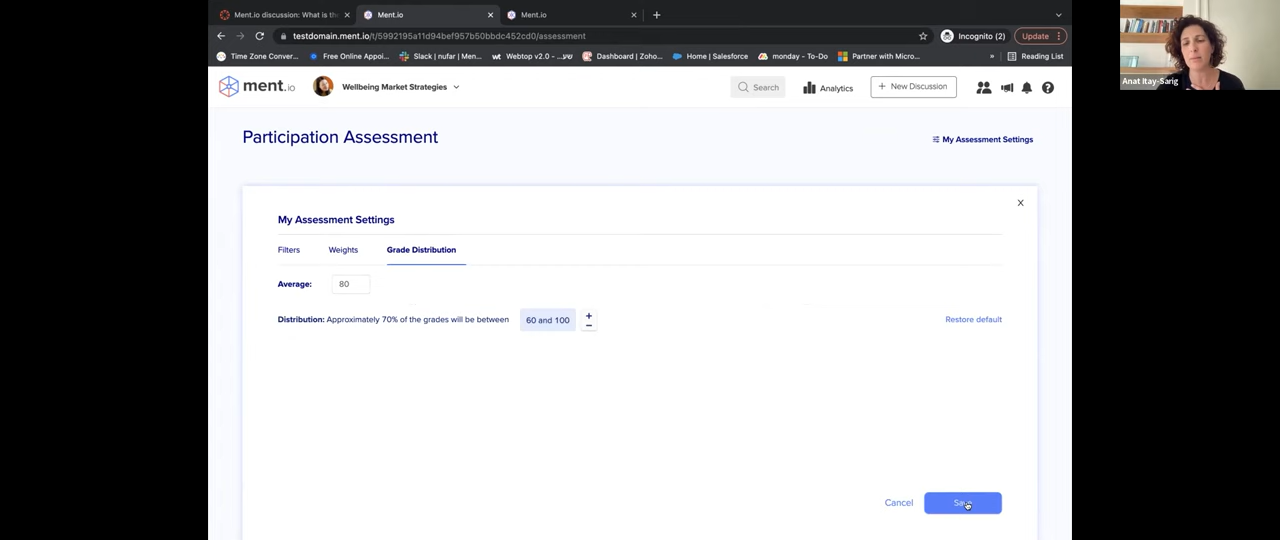 Ment.io discussion: What is th
Ment.io
Ment.io
testdomain.ment.io/t/5992195a11d94bef957b50bbdc452cd0/assessment
Incognito (2)
Update
Time Zone Conver...
Free Online Appoi...
Slack | nufar | Men...
Webtop v2.0 - שע...
Dashboard | Zoho...
Home | Salesforce
monday - To-Do
Partner with Micro...
»
Reading List
ment.io
Wellbeing Market Strategies
Search
Analytics
+ New Discussion
Anat Itay-Sarig
Participation Assessment
My Assessment Settings
My Assessment Settings
Filters
Weights
Grade Distribution
Average:
80
Distribution: Approximately 70% of the grades will be between
60 and 100
+
−
Restore default
Cancel
Save